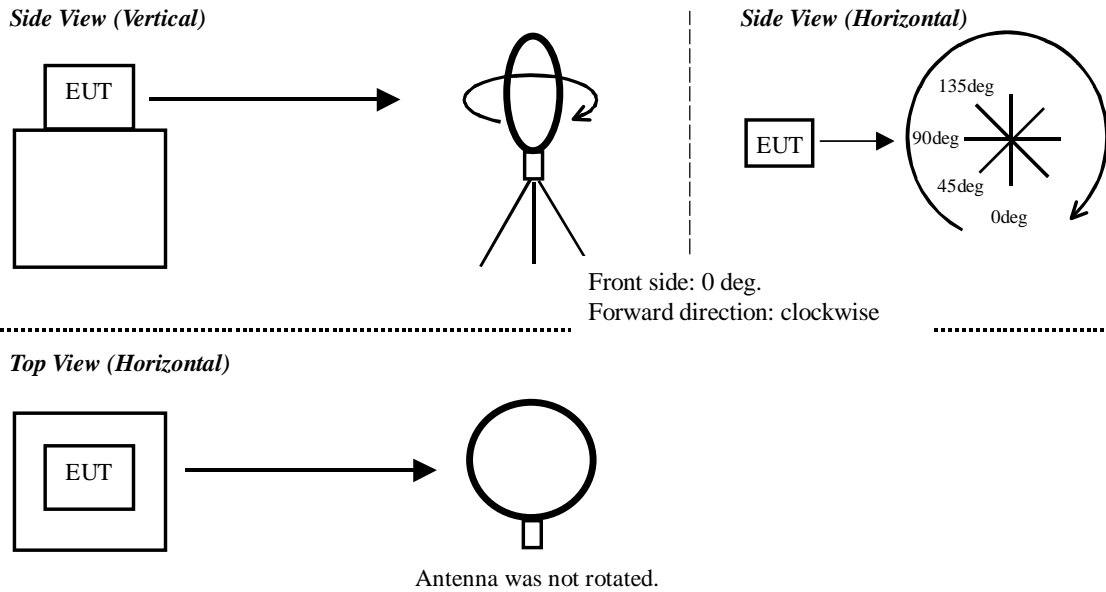 Side View (Vertical)
EUT
Side View (Horizontal)
EUT
135deg
90deg
45deg
0deg
Front side: 0 deg.
Forward direction: clockwise
Top View (Horizontal)
EUT
Antenna was not rotated.